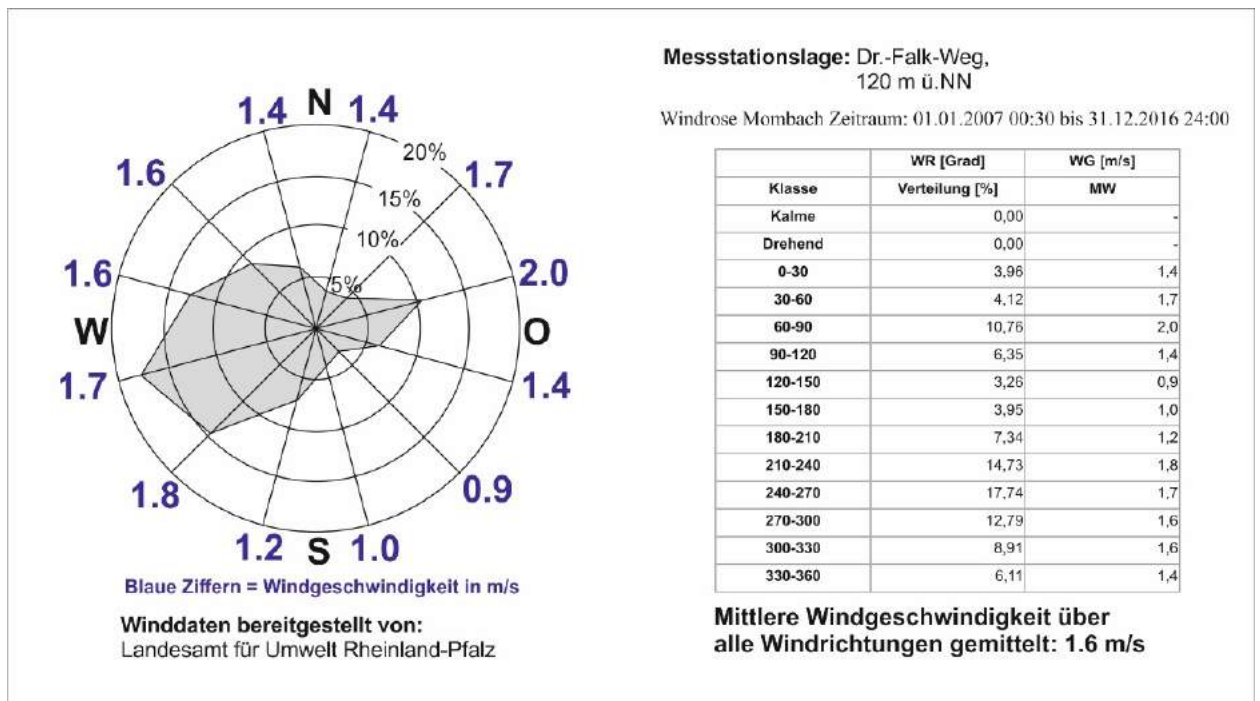 N
1.4 1.4
20%
1.6 1.7
15%
10%
1.6 5% 2.0
W O
1.7 1.4
1.8 0.9
1.2 S 1.0
Blaue Ziffern = Windgeschwindigkeit in m/s
Winddaten bereitgestellt von:
Landesamt für Umwelt Rheinland-Pfalz
Messstationslage: Dr.-Falk-Weg,
120 m ü.NN
Windrose Mombach Zeitraum: 01.01.2007 00:30 bis 31.12.2016 24:00
WR [Grad] WG [m/s]
Klasse Verteilung [%] MW
Kalme 0,00 -
Drehend 0,00 -
0-30 3,96 1,4
30-60 4,12 1,7
60-90 10,76 2,0
90-120 6,35 1,4
120-150 3,26 0,9
150-180 3,95 1,0
180-210 7,34 1,2
210-240 14,73 1,8
240-270 17,74 1,7
270-300 12,79 1,6
300-330 8,91 1,6
330-360 6,11 1,4
Mittlere Windgeschwindigkeit über
alle Windrichtungen gemittelt: 1.6 m/s